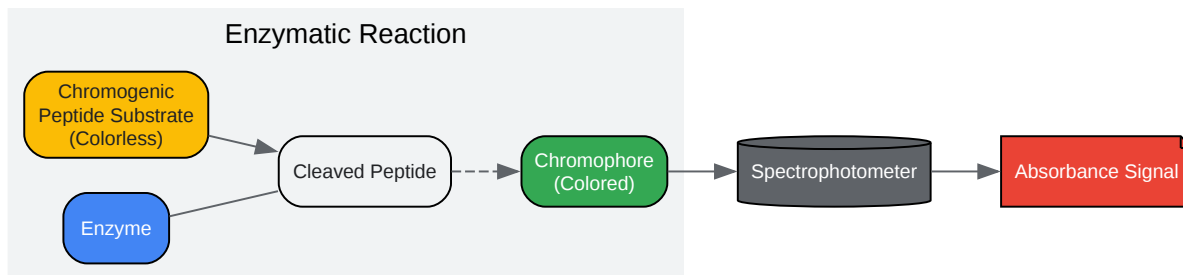 Enzymatic Reaction
Chromogenic
Peptide Substrate
(Colorless)
Enzyme
Cleaved Peptide
Chromophore
(Colored)
Spectrophotometer
Absorbance Signal